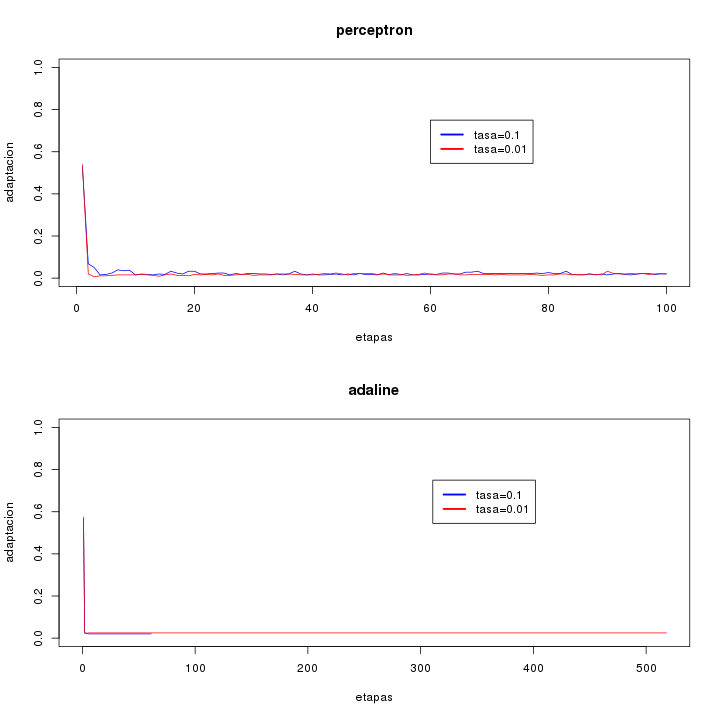 perceptron
adaptacion
1.0
0.8
0.6
0.4
0.2
0.0
tasa=0.1
tasa=0.01
0 20 40 60 80 100
etapas
adaline
adaptacion
1.0
0.8
0.6
0.4
0.2
0.0
tasa=0.1
tasa=0.01
0 100 200 300 400 500
etapas